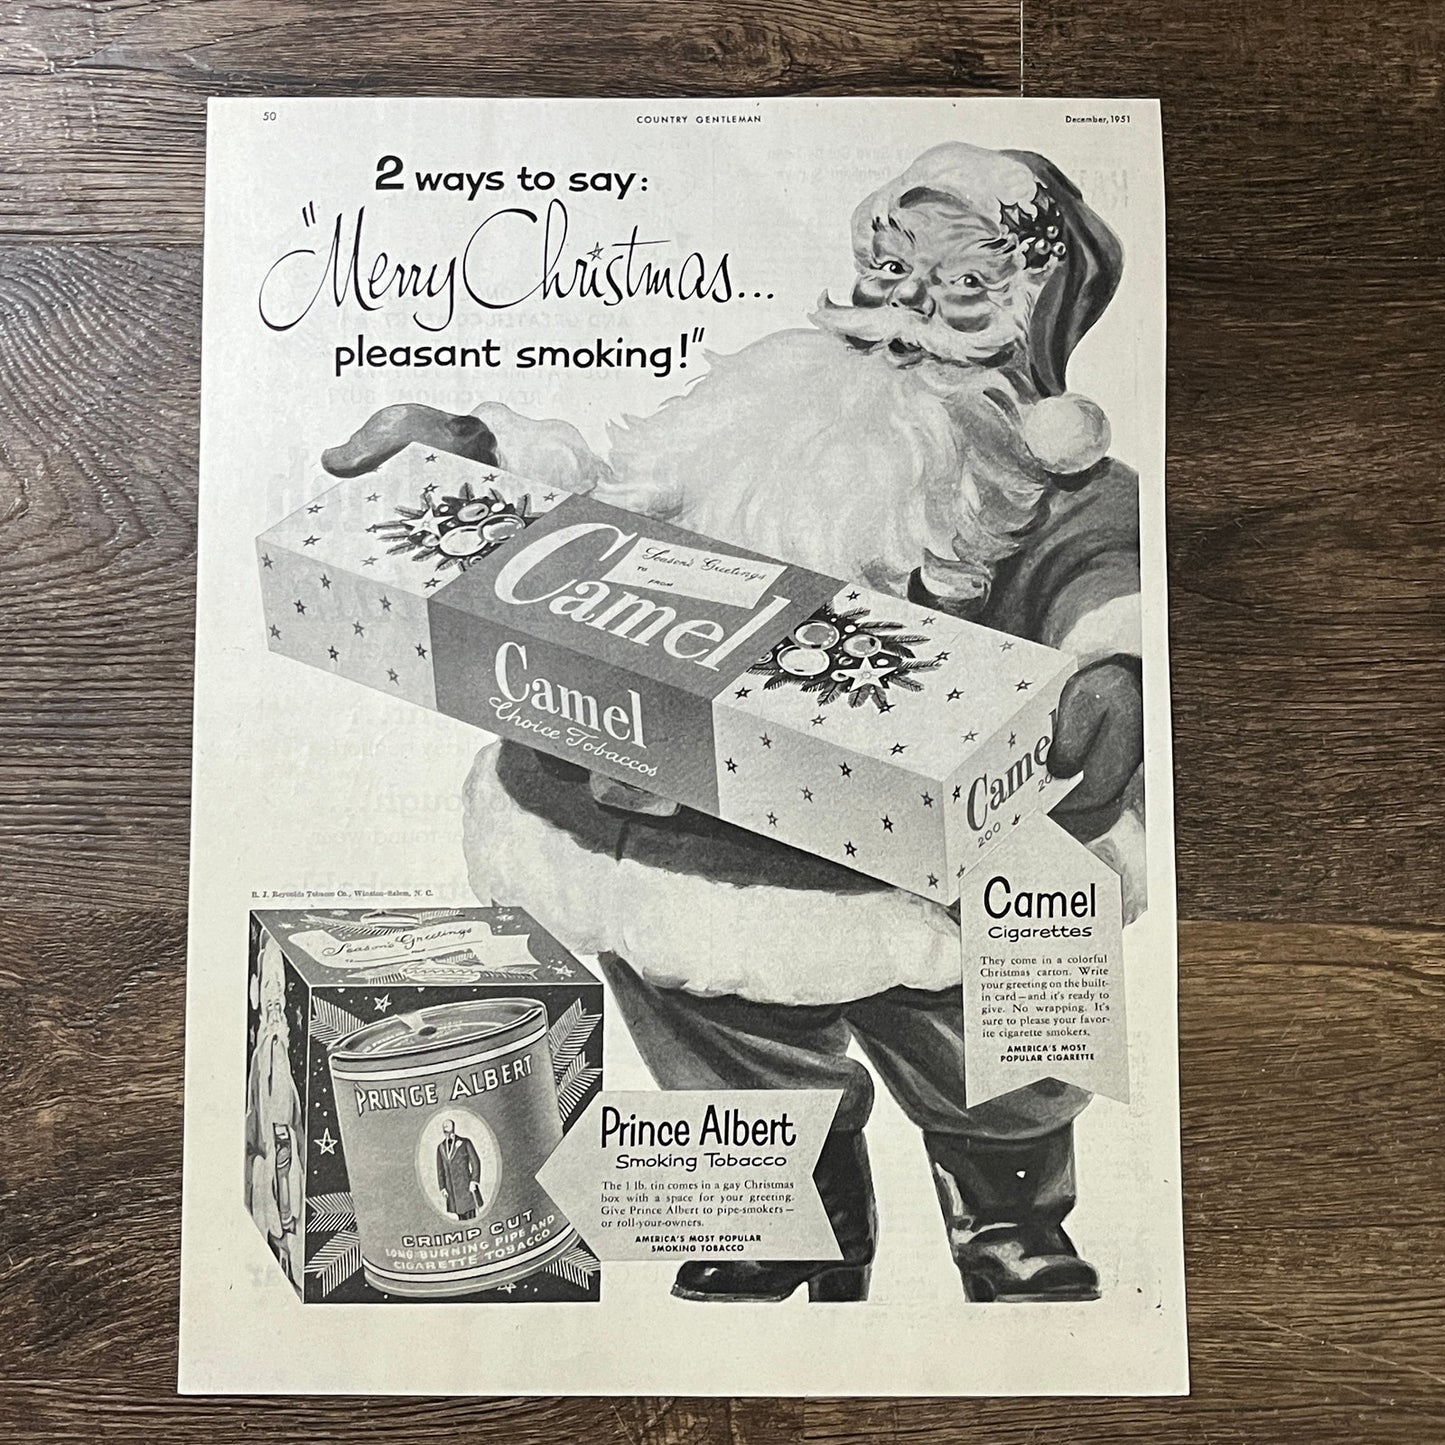 50
COUNTRY GENTLEMAN
December, 1951
2 ways to say:
"Merry Christmas...
pleasant smoking!"
Camel
Season's Greetings
TO
FROM
Camel
Choice Tobaccos
Camel
200
20
R. J. Reynolds Tobacco Co., Winston-Salem, N. C.
Camel
Cigarettes
They come in a colorful
Christmas carton. Write
your greeting on the built-
in card—and it's ready to
give. No wrapping. It's
sure to please your favor-
ite cigarette smokers.
AMERICA'S MOST
POPULAR CIGARETTE
Season's Greetings
PRINCE ALBERT
CRIMP CUT
LONG BURNING PIPE AND
CIGARETTE TOBACCO
Prince Albert
Smoking Tobacco
The 1 lb. tin comes in a gay Christmas
box with a space for your greeting.
Give Prince Albert to pipe-smokers—
or roll-your-owners.
AMERICA'S MOST POPULAR
SMOKING TOBACCO